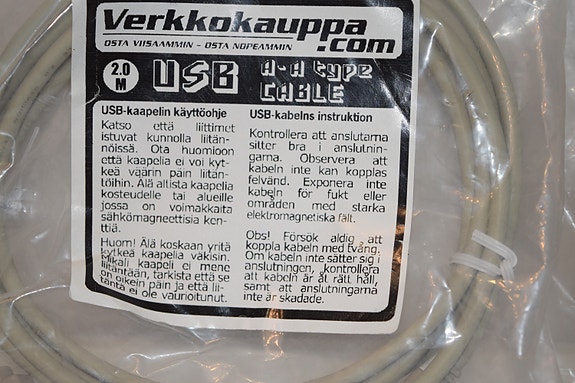 Verkkokauppa
.com
OSTA VIISAAMMIN - OSTA NOPEAMMIN
2.0
M
USB
A-A type
CABLE
USB-kaapelin käyttöohje
Katso että liittimet
istuvat kunnolla liitän-
nöissä. Ota huomioon
että kaapelia ei voi kyt-
keä väärin päin liitän-
töihin. Älä altista kaapelia
kosteudelle tai alueille
jossa on voimakkaita
sähkömagneettisia kent-
tiä.
Huom! Älä koskaan yritä
kytkeä kaapelia väkisin.
Mikäli kaapeli ei mene
liitäntään, tarkista että se
on oikein päin ja että lii-
täntä ei ole vaurioitunut.
USB-kabelns instruktion
Kontrollera att anslutarna
sitter bra i anslutnin-
garna. Observera att
kabeln inte kan kopplas
felvänd. Exponera inte
kabeln för fukt eller
områden med starka
elektromagnetiska fält.
Obs! Försök aldig att
koppla kabeln med tvång.
Om kabeln inte sätter sig i
anslutningen, kontrollera
att kabeln är åt rätt håll,
samt att anslutningarna
inte är skadade.